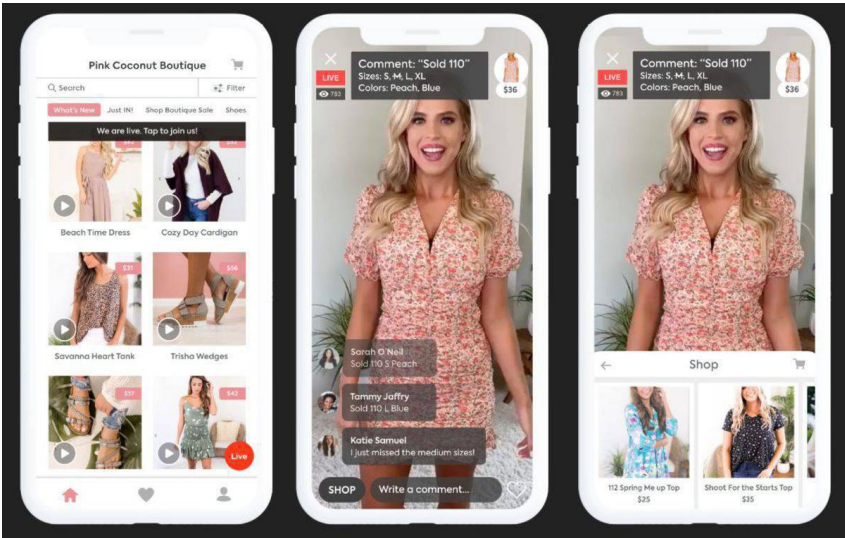 Pink Coconut Boutique
Search
Filter
What's New
Just IN!
Shop Boutique Sale
Shoes
We are live. Tap to join us!
Beach Time Dress
Cozy Day Cardigan
$31
$56
Savanna Heart Tank
Trisha Wedges
$37
$42
Live
Comment: "Sold 110"
Sizes: S, M, L, XL
Colors: Peach, Blue
LIVE
783
$36
Sarah O'Neil
Sold 110 S Peach
Tammy Jaffry
Sold 110 L Blue
Katie Samuel
I just missed the medium sizes!
SHOP
Write a comment...
Comment: "Sold 110"
Sizes: S, M, L, XL
Colors: Peach, Blue
LIVE
783
$36
Shop
112 Spring Me up Top
$25
Shoot For the Starts Top
$35